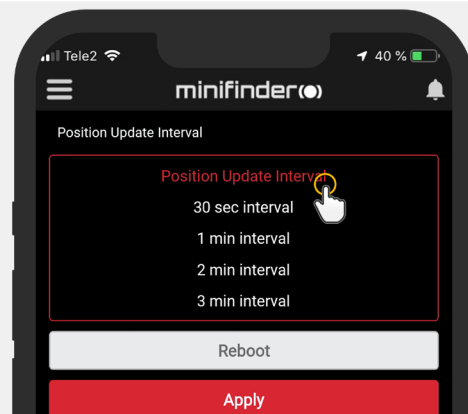 Tele2
40 %
minifinder
Position Update Interval
Position Update Interval
30 sec interval
1 min interval
2 min interval
3 min interval
Reboot
Apply